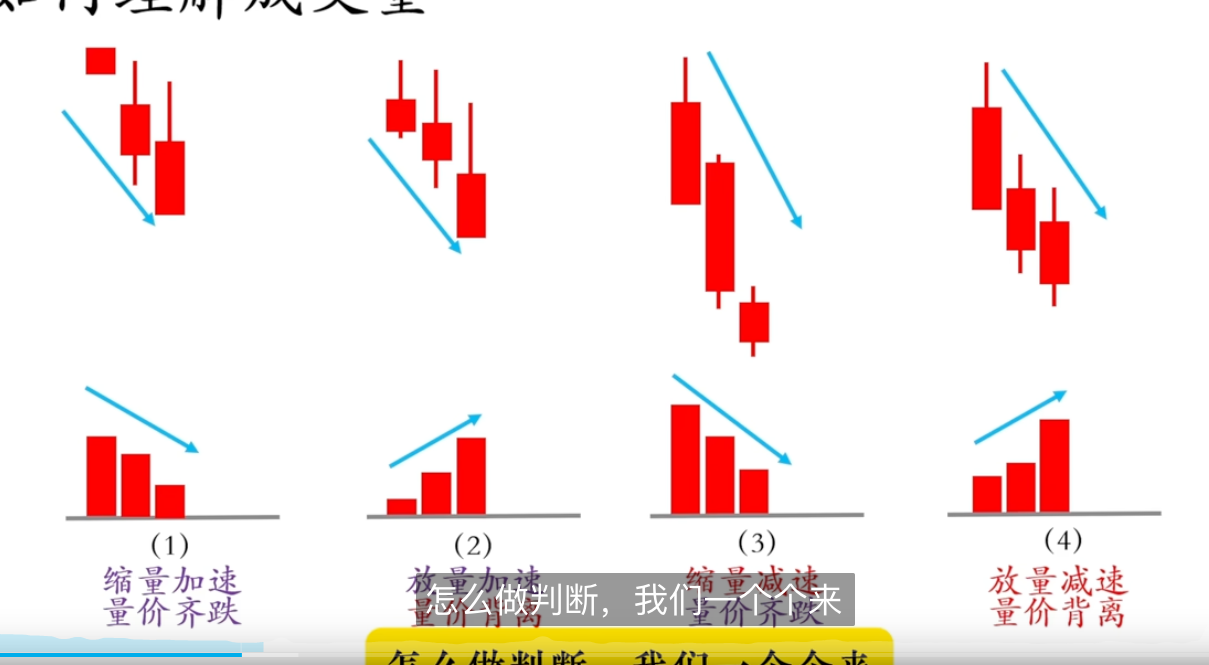 如何理解成交量
(1)
(2)
(3)
(4)
缩量加速
量价齐跌
放量加速
量价背离
缩量减速
量价齐跌
放量减速
量价背离
怎么做判断，我们一个个来
怎么做判断，我们一个个来